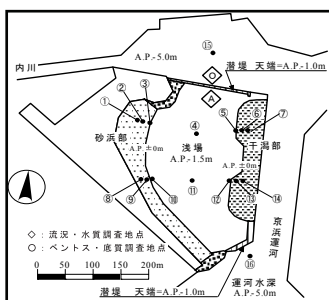 A.P.-5.0m
⑮
内川
潜堤 天端=A.P.-1.0m
O
A
② ③
①
⑤ ⑥ ⑦
砂浜部
④
干潟部
A.P.±0m
浅場
A.P.-1.5m
A.P.±0m
⑧ ⑨ ⑩ ⑪ ⑫ ⑬ ⑭
京浜運河
◇：流況・水質調査地点
○：ベントス・底質調査地点
0 50 100 150 200m
⑯
運河水深
A.P.-5.0m
潜堤 天端=A.P.-1.0m